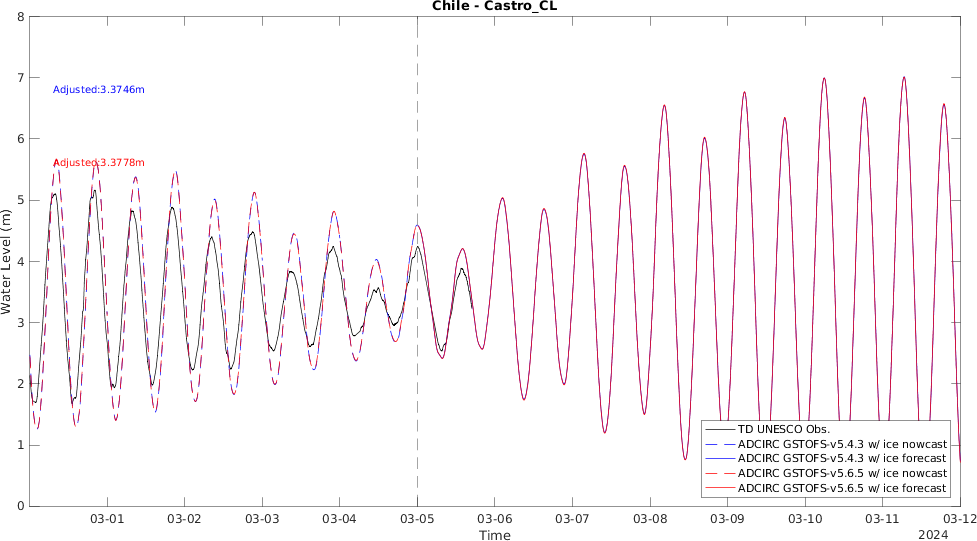 Chile - Castro_CL
8
7
6
5
4
3
2
1
0
Water Level (m)
Adjusted:3.3746m
Adjusted:3.3778m
TD UNESCO Obs.
ADCIRC GSTOFS-v5.4.3 w/ ice nowcast
ADCIRC GSTOFS-v5.4.3 w/ ice forecast
ADCIRC GSTOFS-v5.6.5 w/ ice nowcast
ADCIRC GSTOFS-v5.6.5 w/ ice forecast
03-01 03-02 03-03 03-04 03-05 03-06 03-07 03-08 03-09 03-10 03-11 03-12
Time
2024